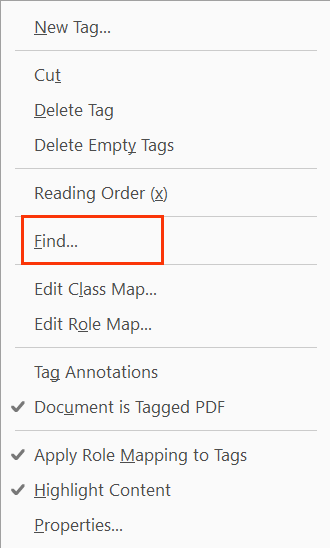 New Tag...
Cut
Delete Tag
Delete Empty Tags
Reading Order (x)
Find...
Edit Class Map...
Edit Role Map...
Tag Annotations
Document is Tagged PDF
Apply Role Mapping to Tags
Highlight Content
Properties...